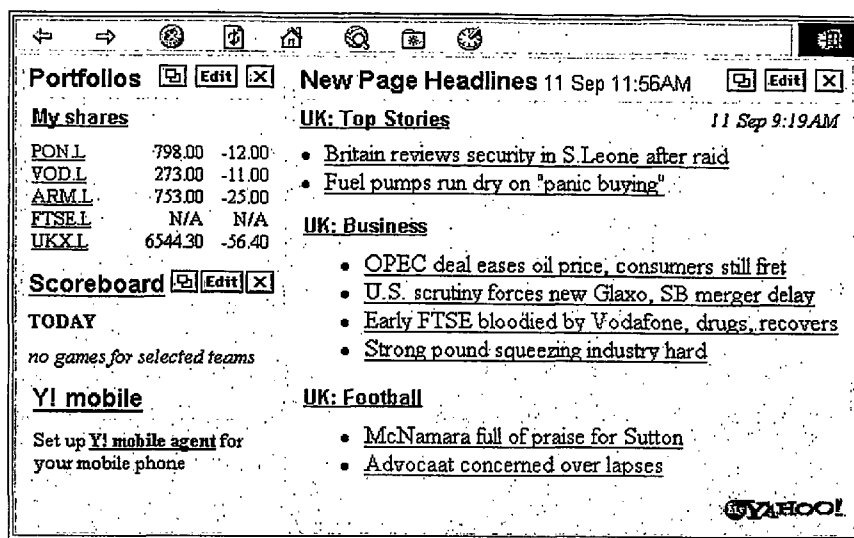 Portfolios Edit X
My shares
PON.L 798.00 -12.00
VOD.L 273.00 -11.00
ARM.L 753.00 -25.00
FTSE.L N/A N/A
UKX.L 6544.30 -56.40
Scoreboard Edit X
TODAY
no games for selected teams
Y! mobile
Set up Y! mobile agent for
your mobile phone
New Page Headlines 11 Sep 11:56AM Edit X
UK: Top Stories 11 Sep 9:19AM
• Britain reviews security in S.Leone after raid
• Fuel pumps run dry on "panic buying"
UK: Business
• OPEC deal eases oil price, consumers still fret
• U.S. scrutiny forces new Glaxo, SB merger delay
• Early FTSE bloodied by Vodafone, drugs, recovers
• Strong pound squeezing industry hard
UK: Football
• McNamara full of praise for Sutton
• Advocaat concerned over lapses
YAHOO!